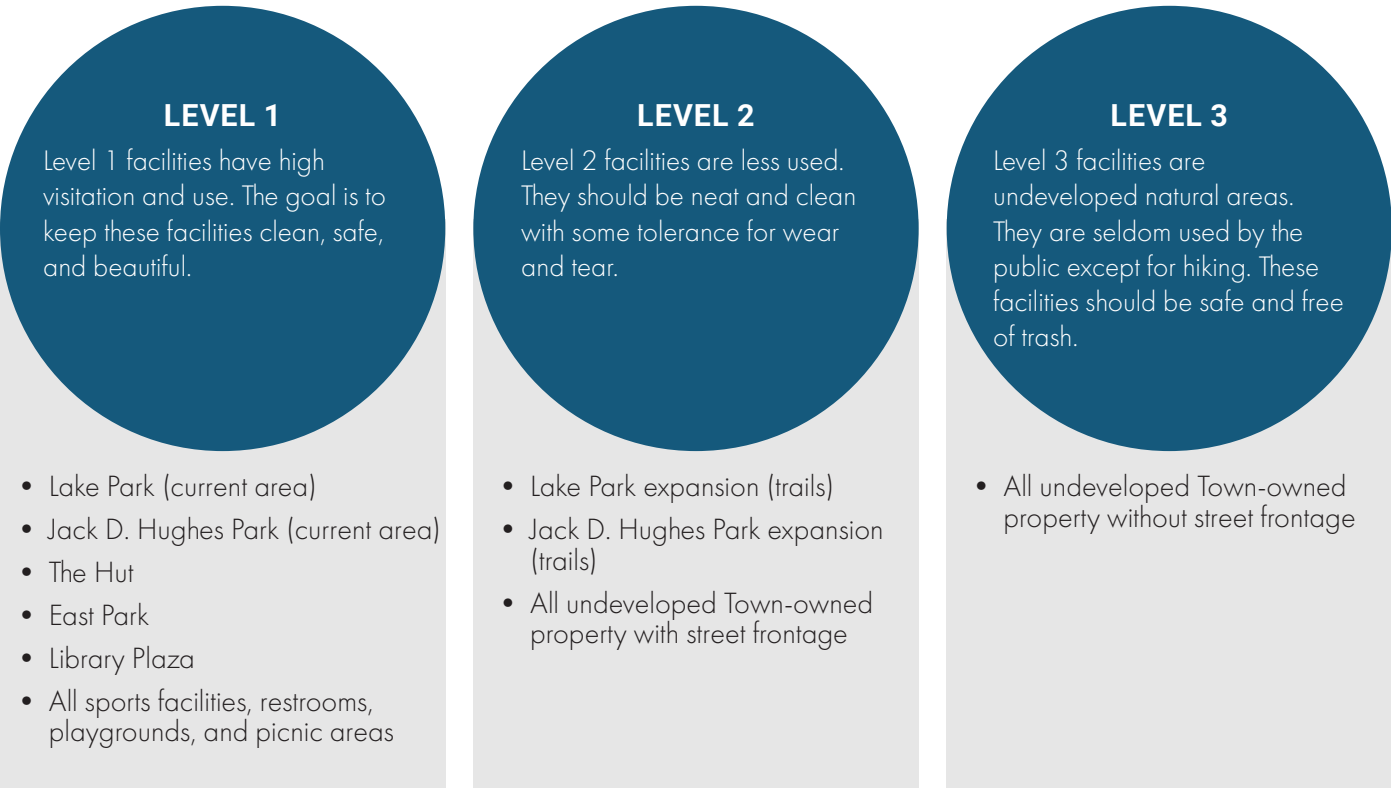 LEVEL 1
Level 1 facilities have high
visitation and use. The goal is to
keep these facilities clean, safe,
and beautiful.
• Lake Park (current area)
• Jack D. Hughes Park (current area)
• The Hut
• East Park
• Library Plaza
• All sports facilities, restrooms,
playgrounds, and picnic areas
LEVEL 2
Level 2 facilities are less used.
They should be neat and clean
with some tolerance for wear
and tear.
• Lake Park expansion (trails)
• Jack D. Hughes Park expansion
(trails)
• All undeveloped Town-owned
property with street frontage
LEVEL 3
Level 3 facilities are
undeveloped natural areas.
They are seldom used by the
public except for hiking. These
facilities should be safe and free
of trash.
• All undeveloped Town-owned
property without street frontage